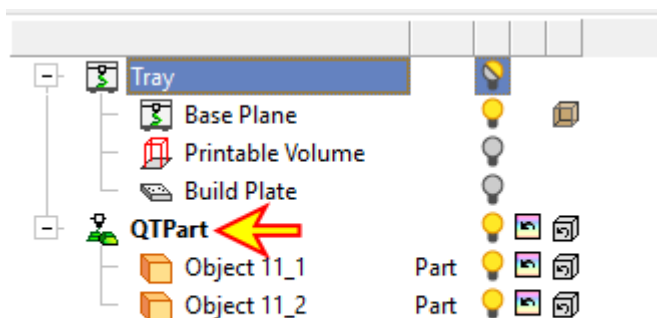 Tray
Base Plane
Printable Volume
Build Plate
QTPart
Object 11_1 Part
Object 11_2 Part